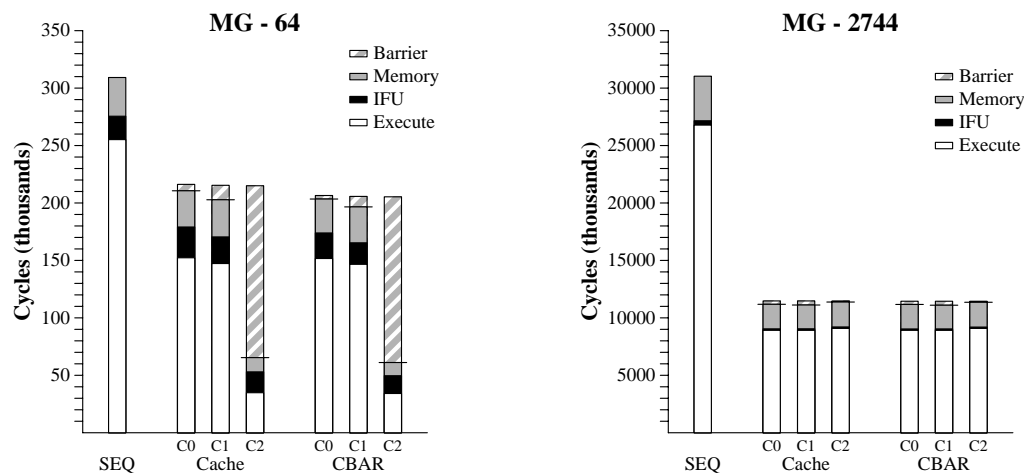 MG - 64
Cycles (thousands)
350
300
250
200
150
100
50
Barrier
Memory
IFU
Execute
C0 C1 C2 C0 C1 C2
SEQ Cache CBAR
MG - 2744
Cycles (thousands)
35000
30000
25000
20000
15000
10000
5000
Barrier
Memory
IFU
Execute
C0 C1 C2 C0 C1 C2
SEQ Cache CBAR